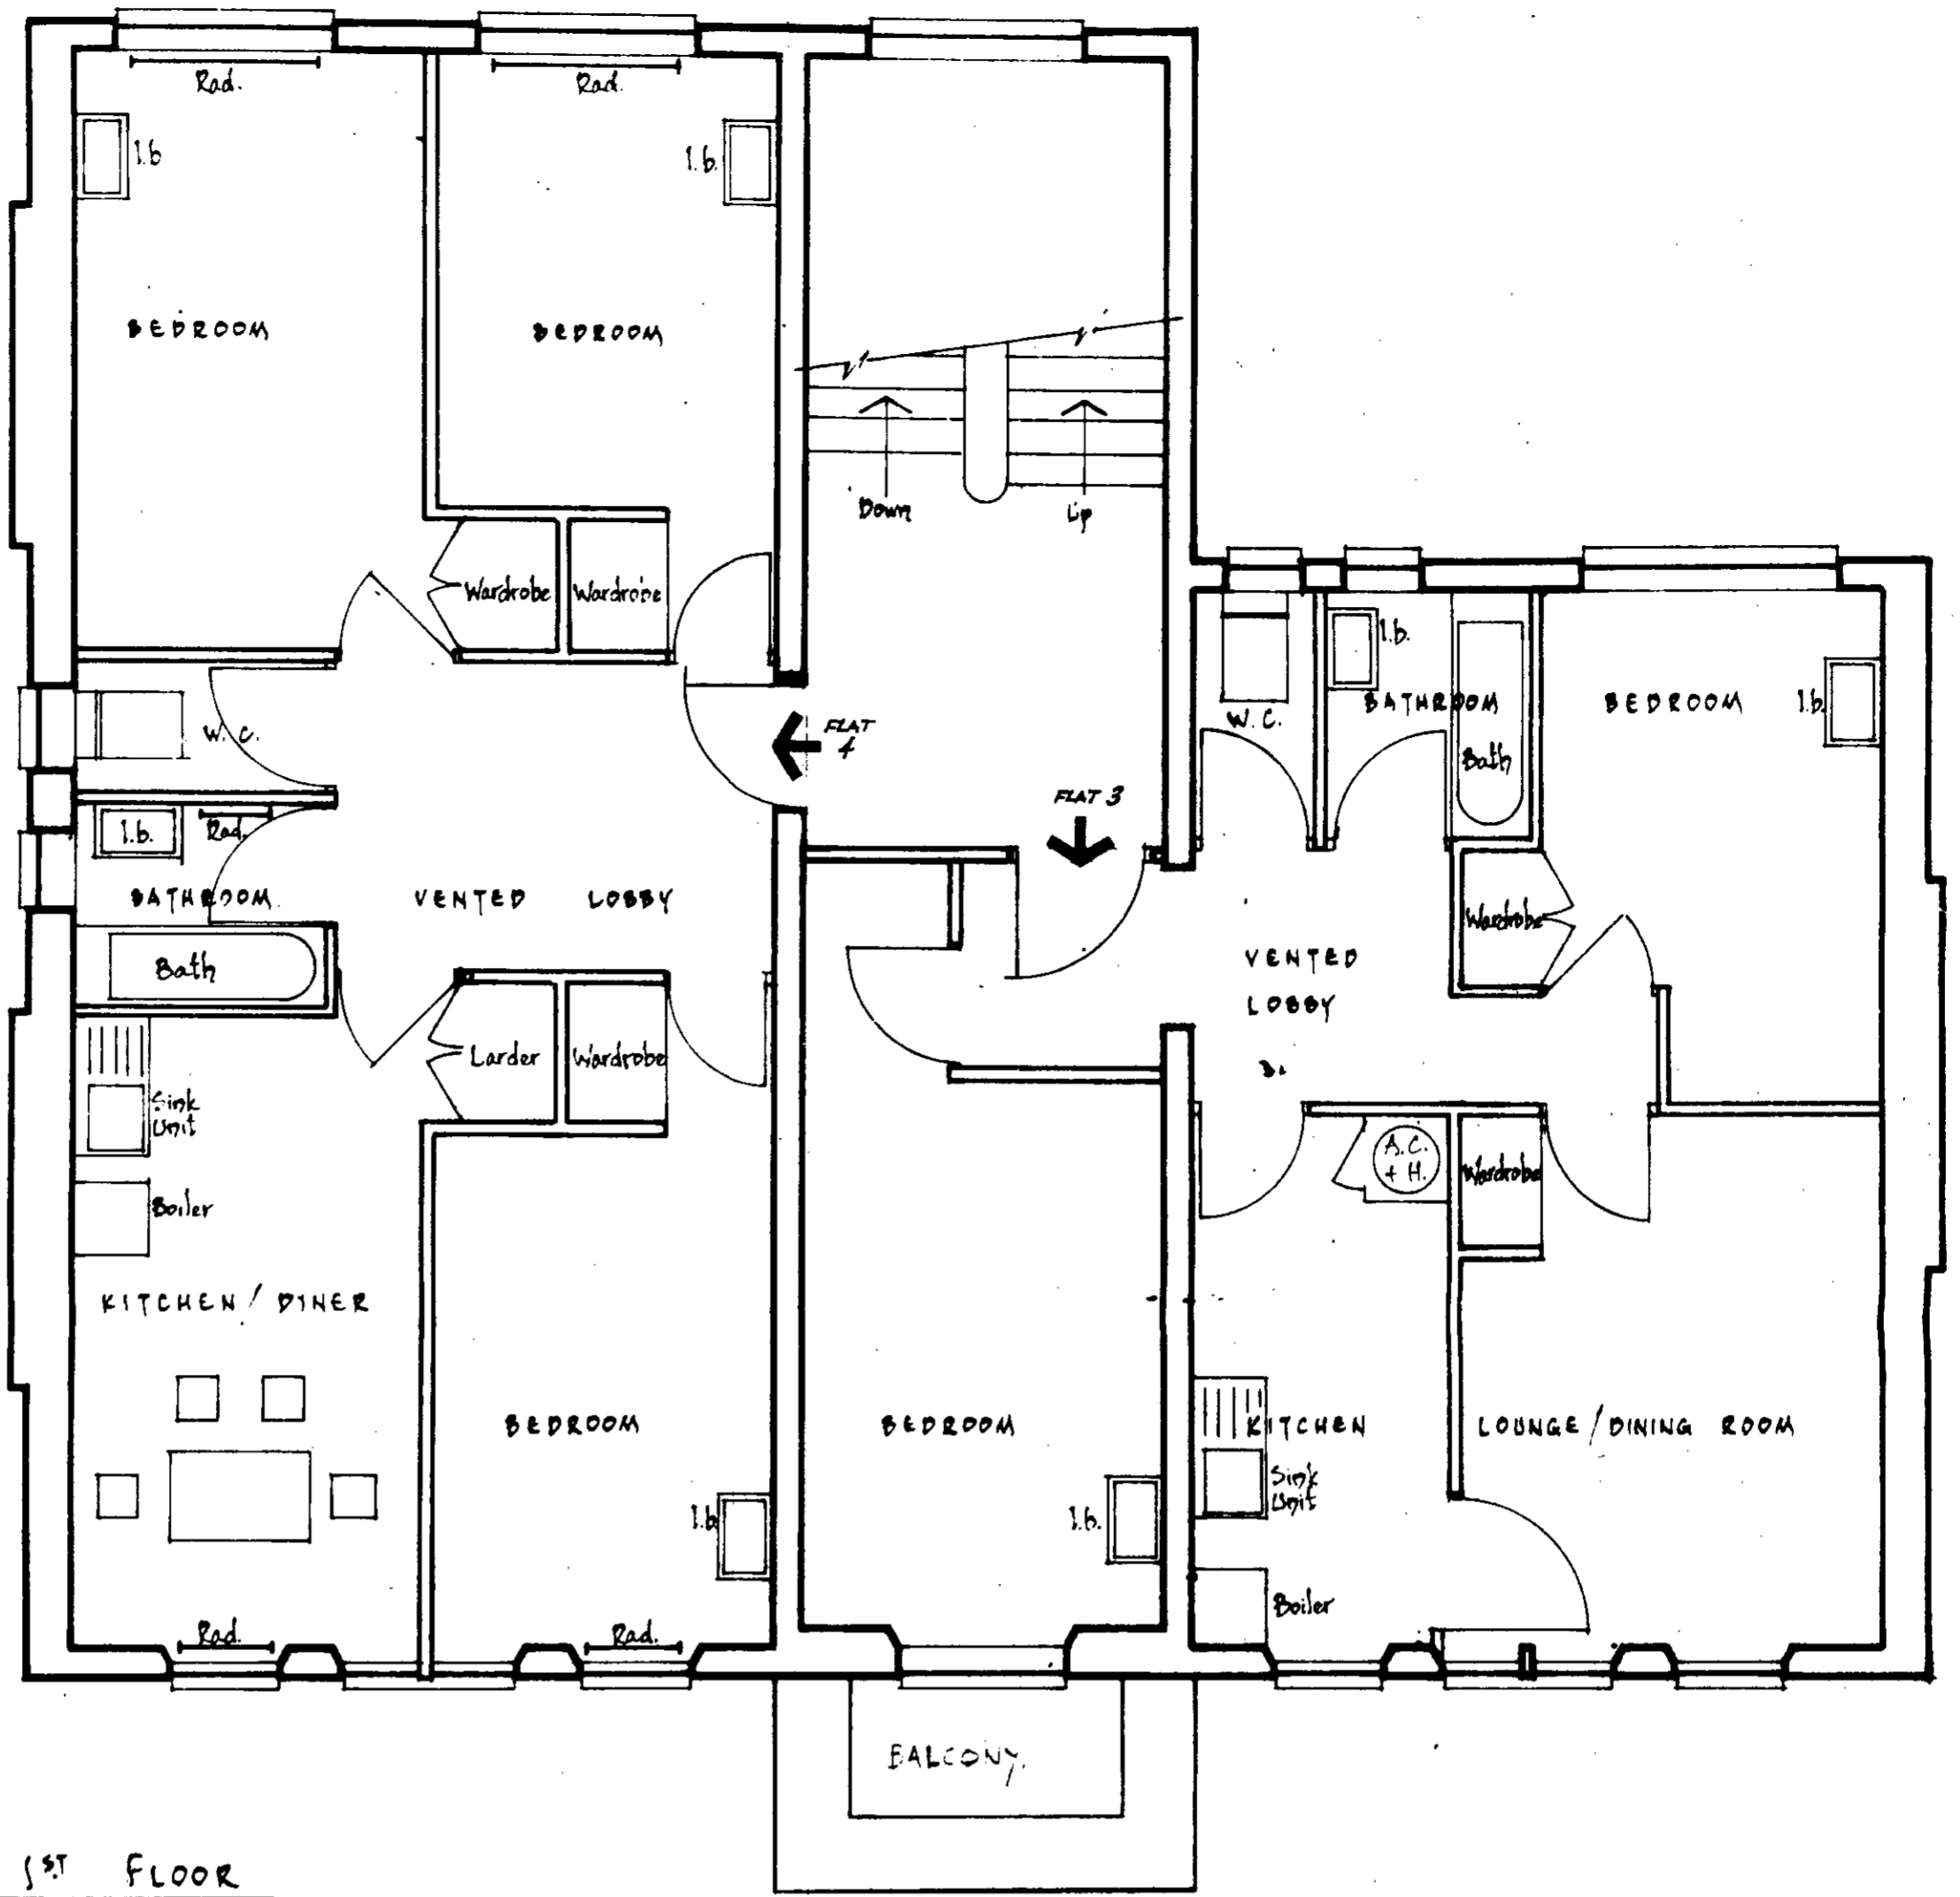 Rad.
Rad.
l.b
l.b.
BEDROOM
BEDROOM
Down
Up
Wardrobe
Wardrobe
l.b.
W.C.
FLAT
4
W.C.
BATHROOM
BEDROOM
l.b.
Bath
FLAT 3
l.b.
Rad.
BATHROOM
VENTED LOBBY
Wardrobe
Bath
VENTED
LOBBY
Larder
Wardrobe
Sink
Unit
A.C.
+ H.
Wardrobe
Boiler
KITCHEN / DINER
BEDROOM
BEDROOM
KITCHEN
LOUNGE / DINING ROOM
Sink
Unit
l.b
l.b.
Boiler
Rad.
Rad.
BALCONY.
1ST FLOOR